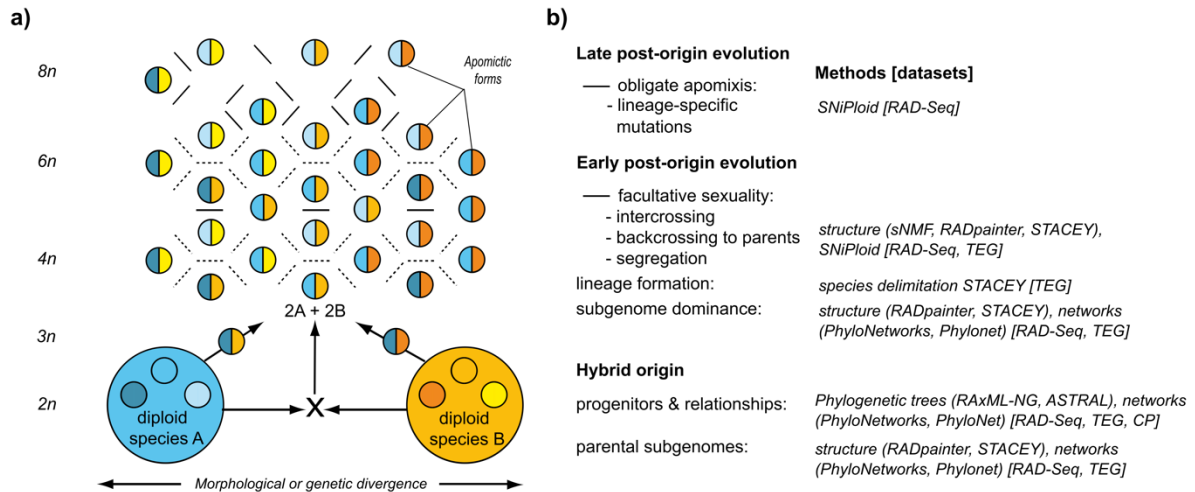 a)
8n
6n
4n
3n
2n
Apomictic
forms
2A + 2B
diploid
species A
X
diploid
species B
Morphological or genetic divergence
b)
Late post-origin evolution
Methods [datasets]
— obligate apomixis:
- lineage-specific
mutations
SNiPloid [RAD-Seq]
Early post-origin evolution
— facultative sexuality:
- intercrossing
- backcrossing to parents
- segregation
structure (sNMF, RADpainter, STACEY),
SNiPloid [RAD-Seq, TEG]
lineage formation:
species delimitation STACEY [TEG]
subgenome dominance:
structure (RADpainter, STACEY), networks
(PhyloNetworks, Phylonet) [RAD-Seq, TEG]
Hybrid origin
progenitors & relationships:
Phylogenetic trees (RAxML-NG, ASTRAL), networks
(PhyloNetworks, PhyloNet) [RAD-Seq, TEG, CP]
parental subgenomes:
structure (RADpainter, STACEY), networks
(PhyloNetworks, Phylonet) [RAD-Seq, TEG]